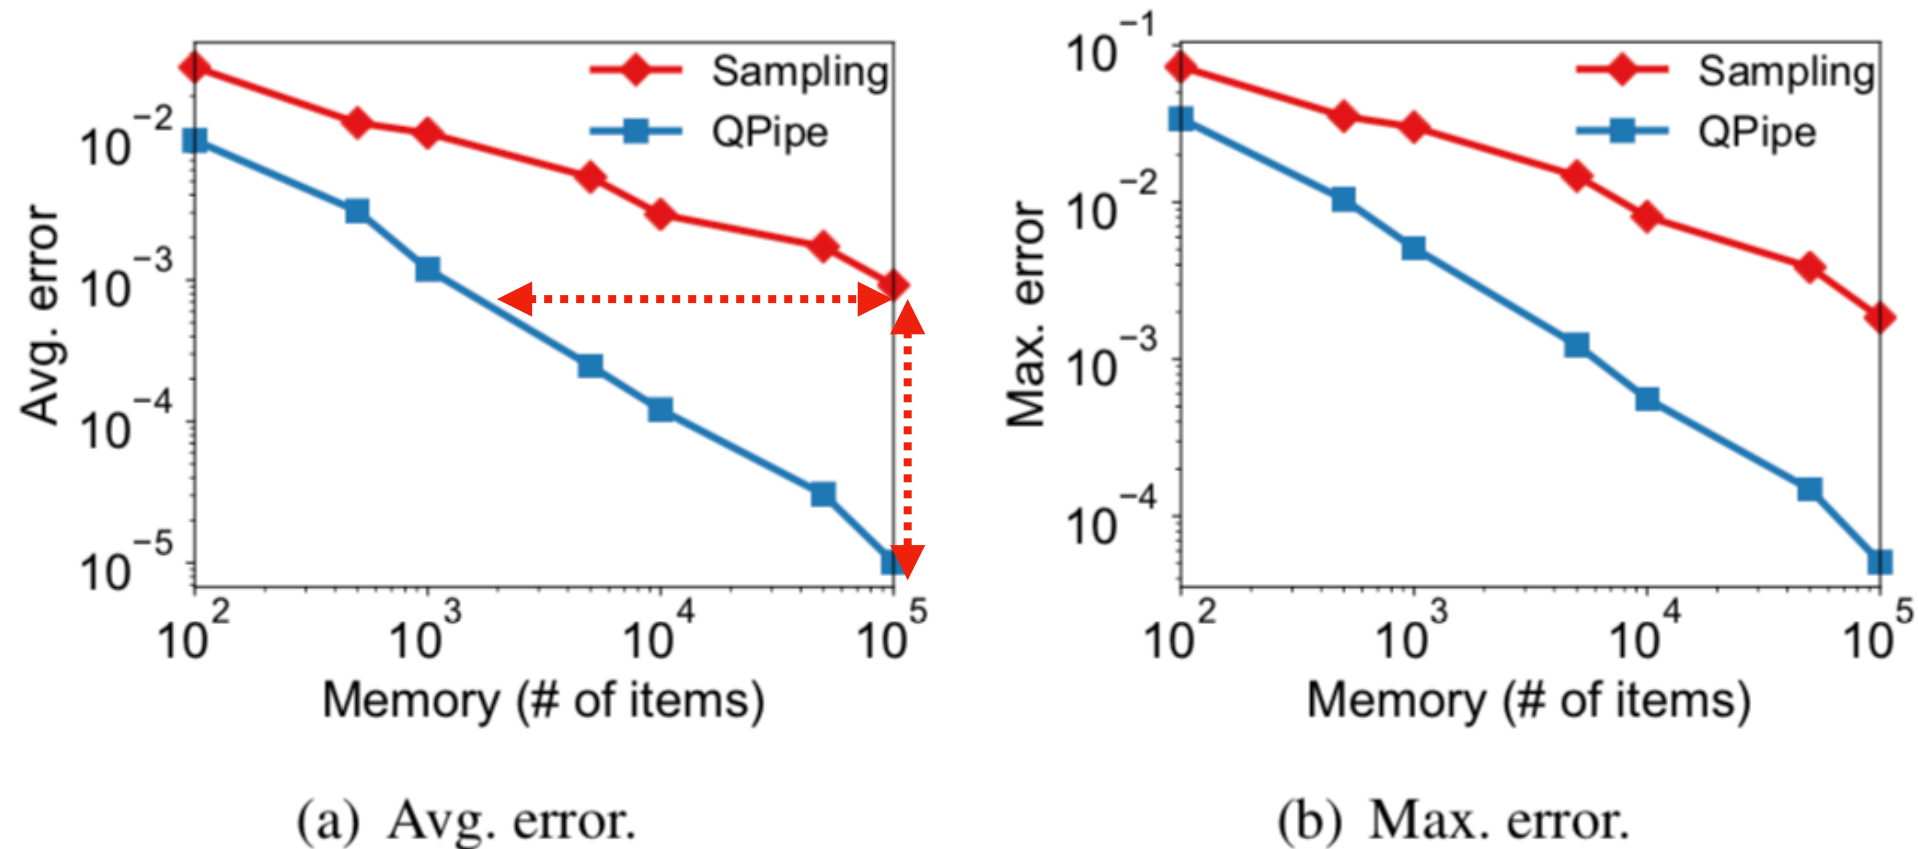 Sampling
QPipe
10^−2
10^−3
10^−4
10^−5
Avg. error
10^2 10^3 10^4 10^5
Memory (# of items)
(a) Avg. error.
Sampling
QPipe
10^−1
10^−2
10^−3
10^−4
Max. error
10^2 10^3 10^4 10^5
Memory (# of items)
(b) Max. error.